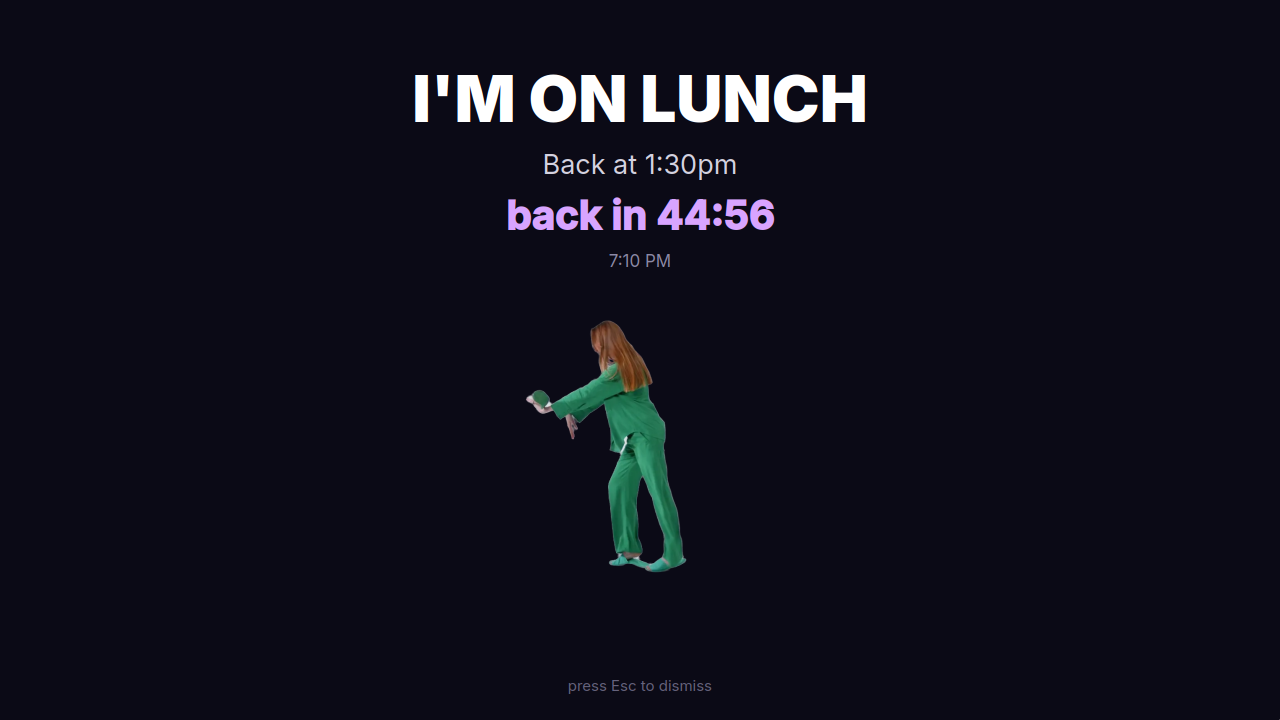 I'M ON LUNCH
Back at 1:30pm
back in 44:56
7:10 PM
press Esc to dismiss